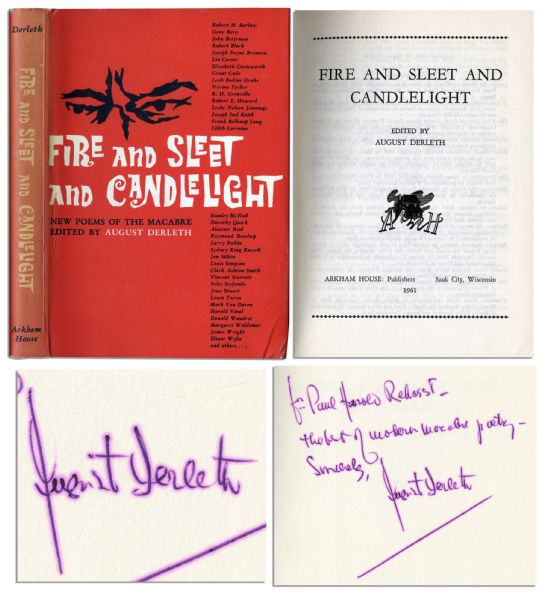 Derleth
FIRE AND SLEET AND CANDLELIGHT
Arkham
House
Robert H. Barlow
Gene Baro
John Betjeman
Robert Bloch
Joseph Payne Brennan
Lin Carter
Elizabeth Coatsworth
Grant Code
Leah Bodine Drake
Norma Farber
R. H. Grenville
Robert E. Howard
Leslie Nelson Jennings
Joseph Joel Keith
Frank Belknap Long
Lilith Lorraine
FIRE AND SLEET
AND CANDLELIGHT
NEW POEMS OF THE MACABRE
EDITED BY AUGUST DERLETH
Stanley McNail
Dorothy Quick
Alastair Reid
Raymond Roseliep
Larry Rubin
Sydney King Russell
Jon Silkin
Louis Simpson
Clark Ashton Smith
Vincent Starrett
Felix Stefanile
Jesse Stuart
Lewis Turco
Mark Van Doren
Harold Vinal
Donald Wandrei
Margaret Widdemer
James Wright
Elinor Wylie
and others . . .
FIRE AND SLEET AND
CANDLELIGHT
EDITED BY
AUGUST DERLETH
ARKHAM HOUSE: Publishers Sauk City, Wisconsin
1961
August Derleth
for Paul Harold
the best of modern macabre poetry –
Sincerely,
August Derleth